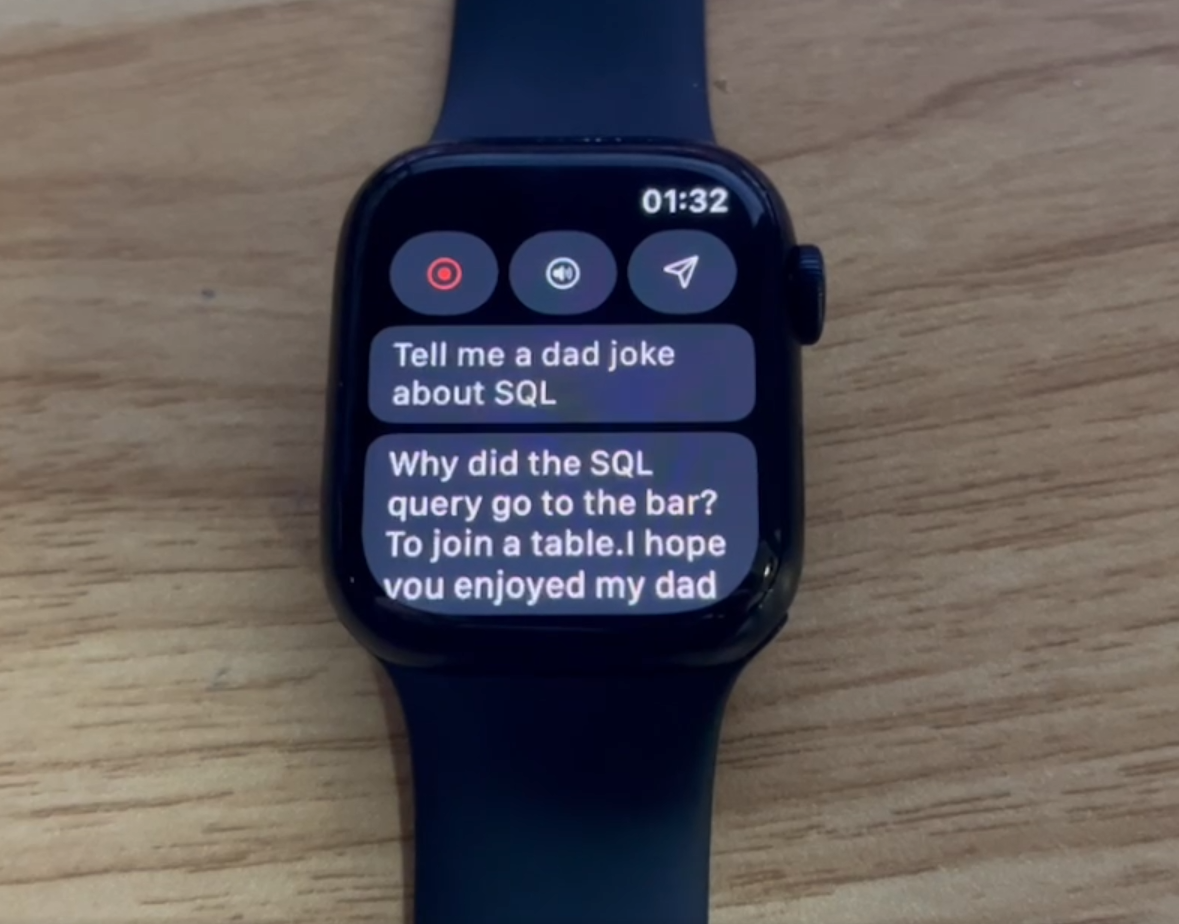 01:32
Tell me a dad joke
about SQL
Why did the SQL
query go to the bar?
To join a table.I hope
you enjoyed my dad